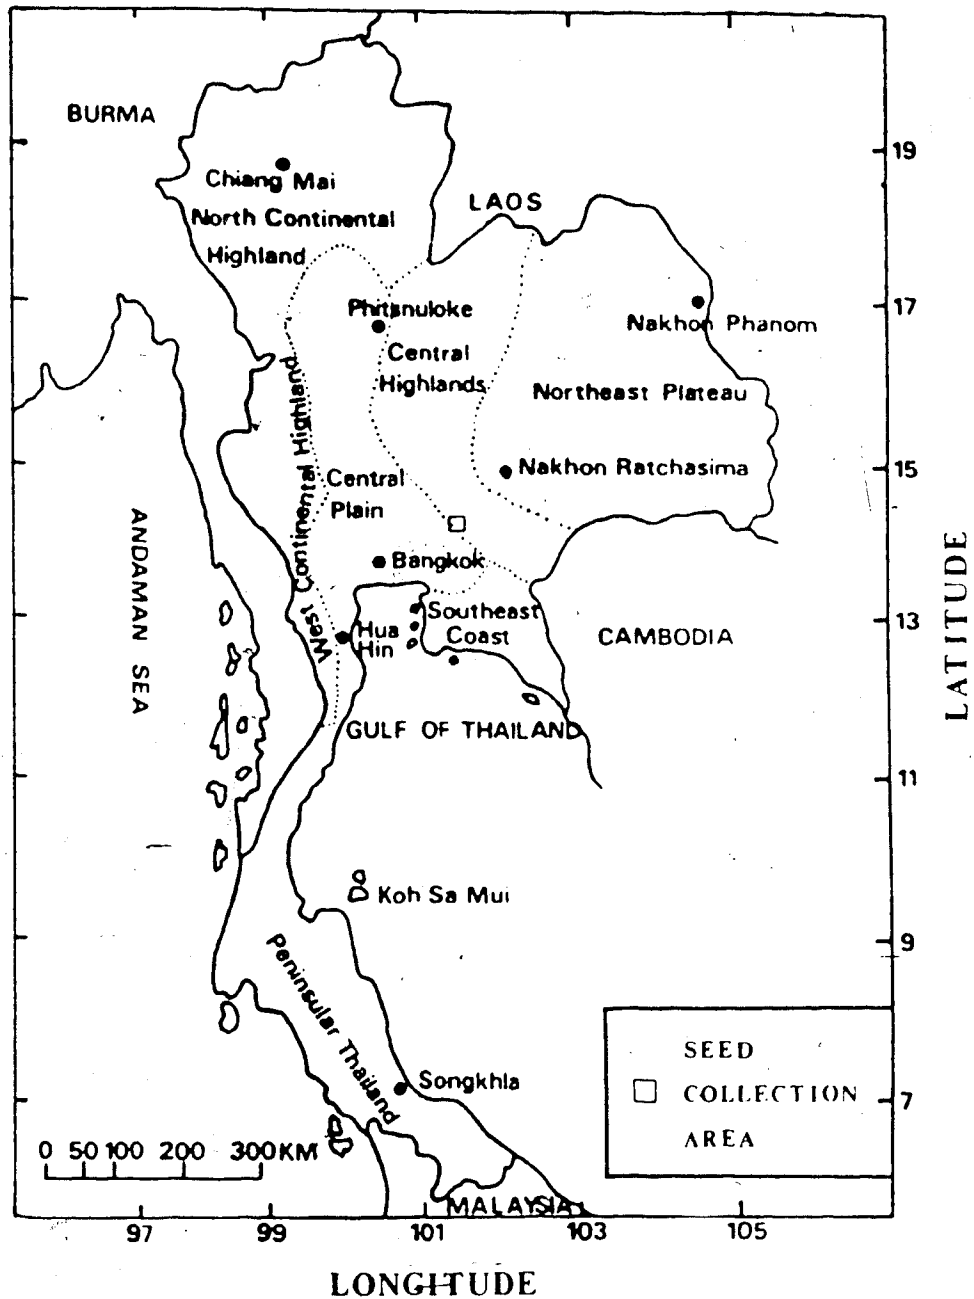 BURMA
19
Chiang Mai
North Continental
Highland
LAOS
17
Phitsnuloke
Nakhon Phanom
Central
Highlands
Northeast Plateau
West Continental Highland
15
Nakhon Ratchasima
Central
Plain
ANDAMAN SEA
Bangkok
13
Southeast
Coast
Hua
Hin
CAMBODIA
LATITUDE
GULF OF THAILAND
11
Koh Sa Mui
9
Peninsular Thailand
SEED
COLLECTION
AREA
Songkhla
7
0 50 100 200 300 KM
MALAYSIA
97 99 101 103 105
LONGITUDE